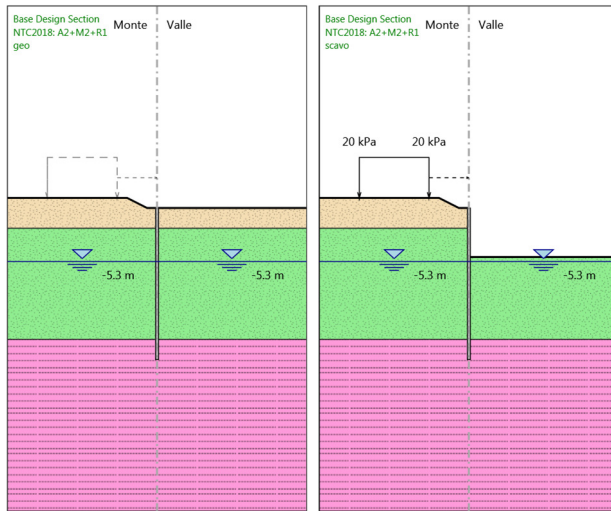 Base Design Section
NTC2018: A2+M2+R1
geo
Monte
Valle
-5.3 m
-5.3 m
Base Design Section
NTC2018: A2+M2+R1
scavo
Monte
Valle
20 kPa
20 kPa
-5.3 m
-5.3 m